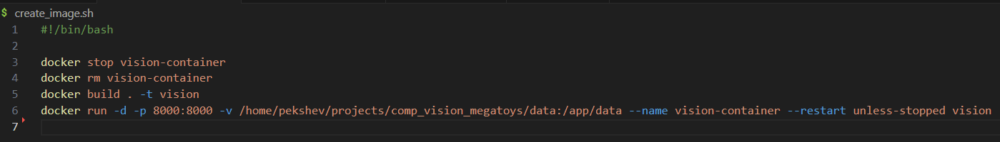 $ create_image.sh
1 #!/bin/bash
2
3 docker stop vision-container
4 docker rm vision-container
5 docker build . -t vision
6 docker run -d -p 8000:8000 -v /home/pekshev/projects/comp_vision_megatoys/data:/app/data --name vision-container --restart unless-stopped vision
7